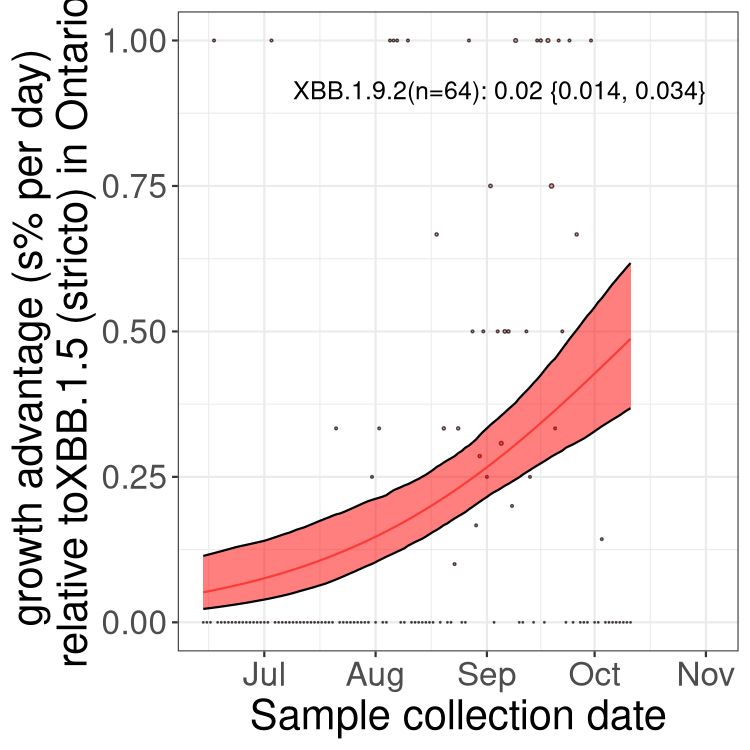 growth advantage (s% per day)
relative toXBB.1.5 (stricto) in Ontario
1.00
0.75
0.50
0.25
0.00
XBB.1.9.2(n=64): 0.02 {0.014, 0.034}
Jul Aug Sep Oct Nov
Sample collection date